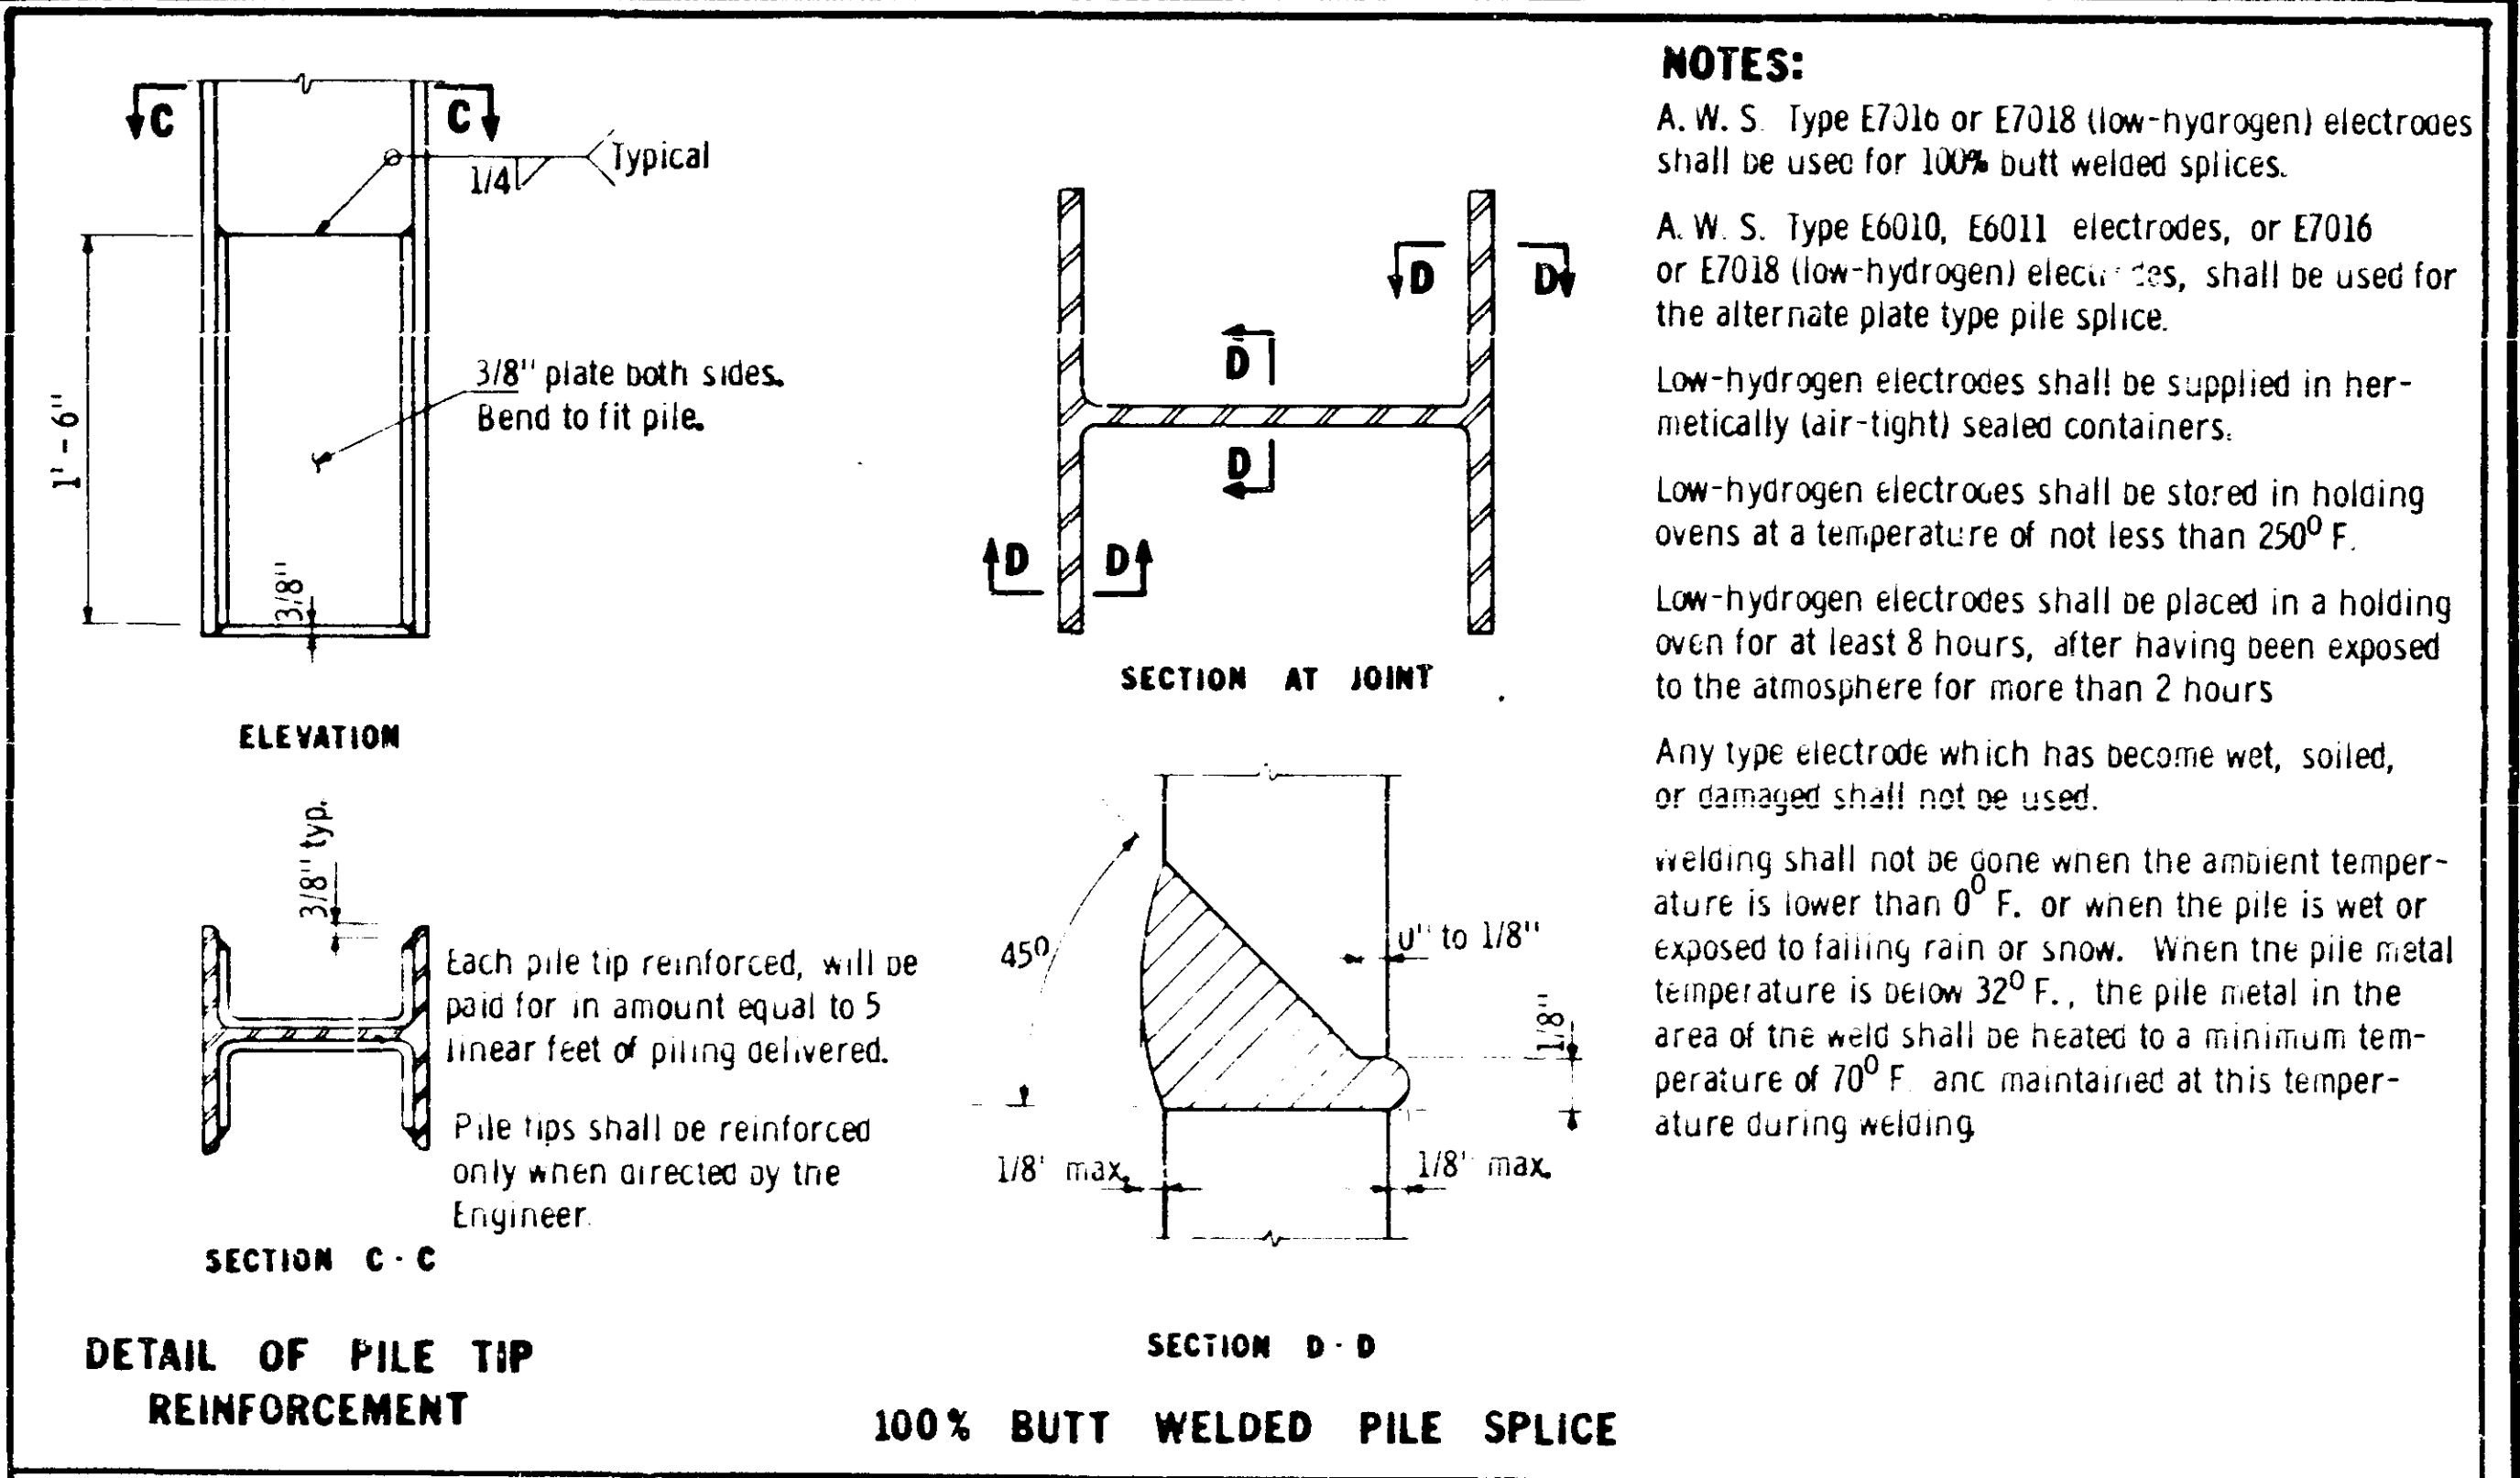 C
C
1/4
Typical
1' - 6"
3/8" plate both sides.
Bend to fit pile.
3/8"
ELEVATION
3/8" typ.
Each pile tip reinforced, will be
paid for in amount equal to 5
linear feet of piling delivered.
Pile tips shall be reinforced
only when directed by the
Engineer.
SECTION C - C
DETAIL OF PILE TIP
REINFORCEMENT
D
D
D
D
D
D
SECTION AT JOINT
45⁰
0" to 1/8"
1/8"
1/8" max.
1/8" max.
SECTION D - D
100% BUTT WELDED PILE SPLICE
NOTES:
A. W. S. Type E7016 or E7018 (low-hydrogen) electrodes
shall be used for 100% butt welded splices.
A. W. S. Type E6010, E6011 electrodes, or E7016
or E7018 (low-hydrogen) electrodes, shall be used for
the alternate plate type pile splice.
Low-hydrogen electrodes shall be supplied in her-
metically (air-tight) sealed containers.
Low-hydrogen electrodes shall be stored in holding
ovens at a temperature of not less than 250⁰ F.
Low-hydrogen electrodes shall be placed in a holding
oven for at least 8 hours, after having been exposed
to the atmosphere for more than 2 hours
Any type electrode which has become wet, soiled,
or damaged shall not be used.
Welding shall not be done when the ambient temper-
ature is lower than 0⁰ F. or when the pile is wet or
exposed to falling rain or snow. When the pile metal
temperature is below 32⁰ F., the pile metal in the
area of the weld shall be heated to a minimum tem-
perature of 70⁰ F. and maintained at this temper-
ature during welding